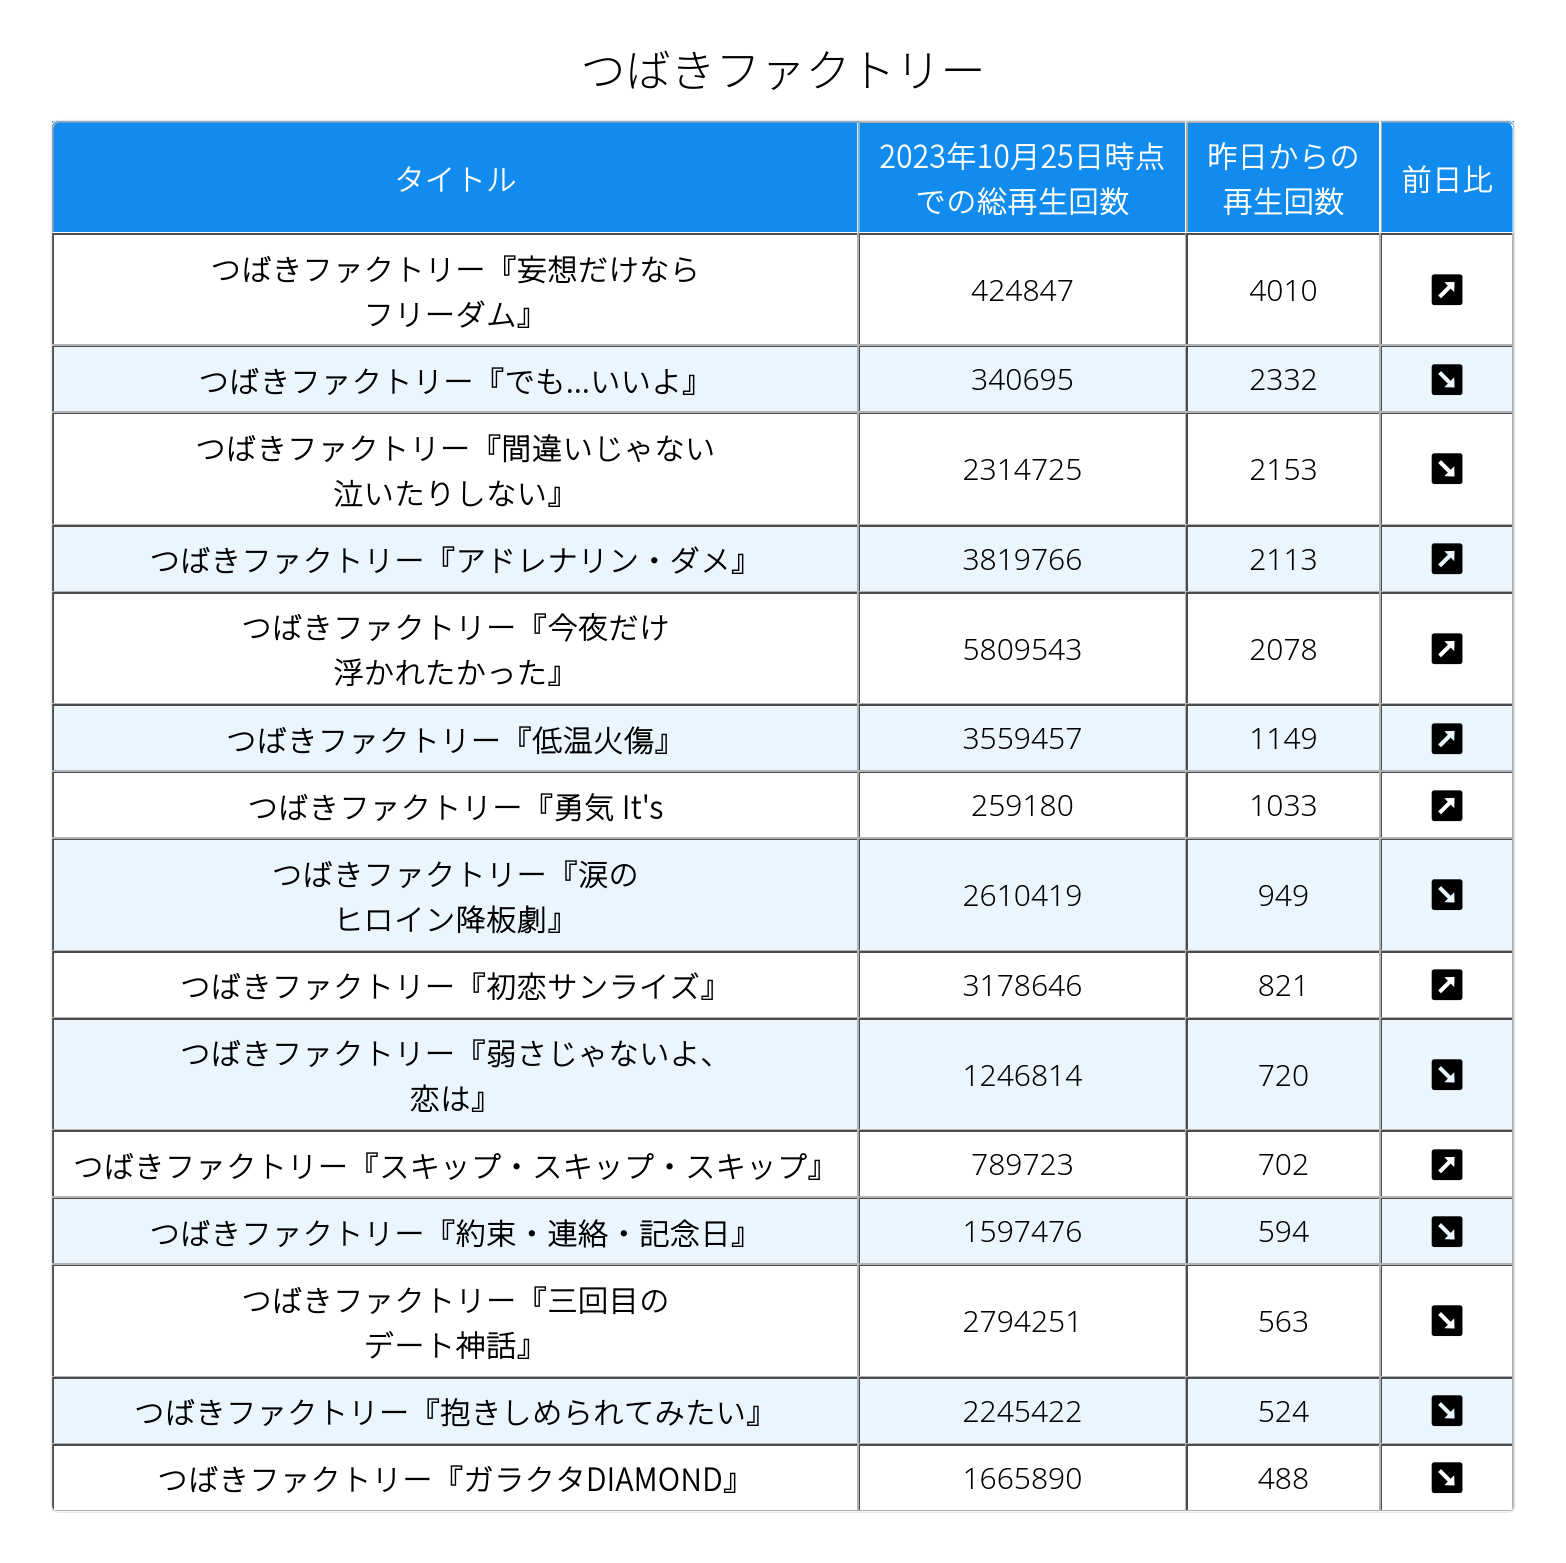 つばきファクトリー
タイトル
2023年10月25日時点
での総再生回数
昨日からの
再生回数
前日比
つばきファクトリー『妄想だけなら
フリーダム』
424847
4010
つばきファクトリー『でも...いいよ』
340695
2332
つばきファクトリー『間違いじゃない
泣いたりしない』
2314725
2153
つばきファクトリー『アドレナリン・ダメ』
3819766
2113
つばきファクトリー『今夜だけ
浮かれたかった』
5809543
2078
つばきファクトリー『低温火傷』
3559457
1149
つばきファクトリー『勇気 It's
259180
1033
つばきファクトリー『涙の
ヒロイン降板劇』
2610419
949
つばきファクトリー『初恋サンライズ』
3178646
821
つばきファクトリー『弱さじゃないよ、
恋は』
1246814
720
つばきファクトリー『スキップ・スキップ・スキップ』
789723
702
つばきファクトリー『約束・連絡・記念日』
1597476
594
つばきファクトリー『三回目の
デート神話』
2794251
563
つばきファクトリー『抱きしめられてみたい』
2245422
524
つばきファクトリー『ガラクタDIAMOND』
1665890
488